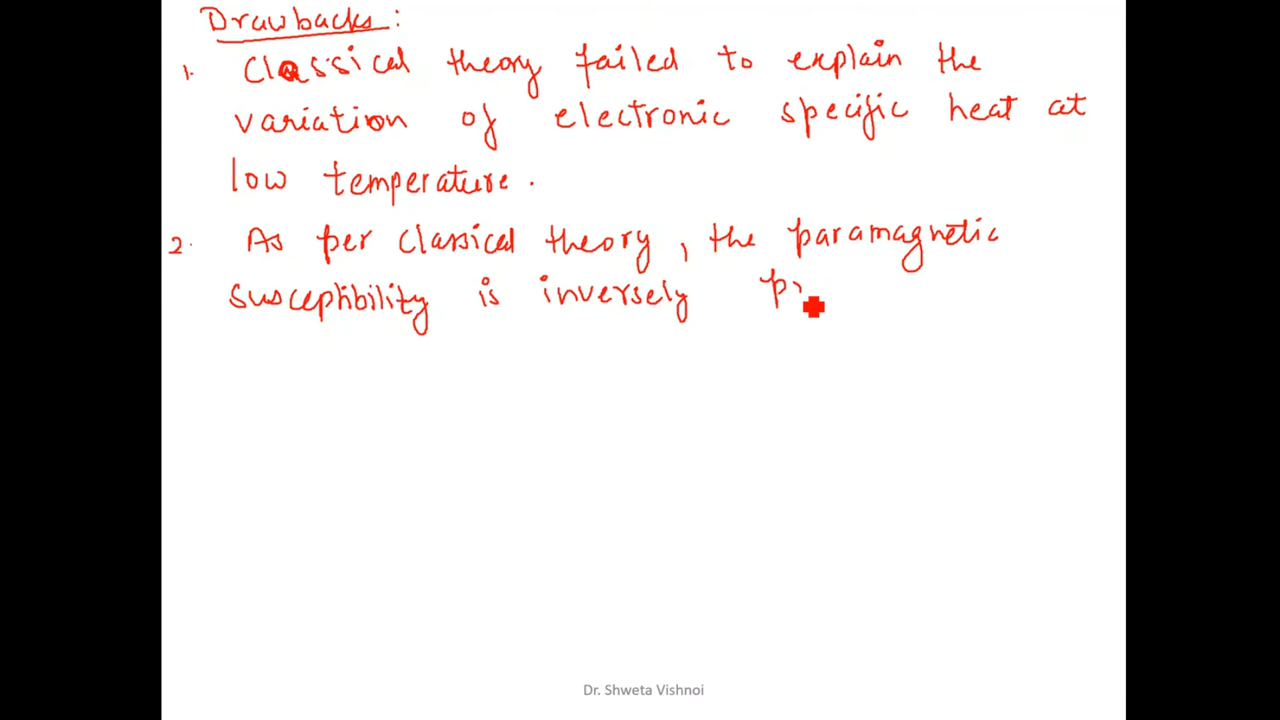 Drawbacks:
1. Classical theory failed to explain the
variation of electronic specific heat at
low temperature.
2. As per classical theory, the paramagnetic
susceptibility is inversely
Dr. Shweta Vishnoi